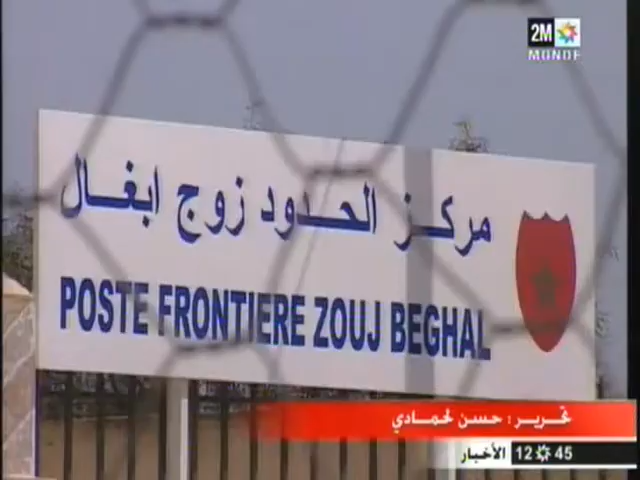 2M
MONDE
مركز الحدود زوج ابغال
POSTE FRONTIERE ZOUJ BEGHAL
تحرير : حسن لحمادي
الأخبار 12 45